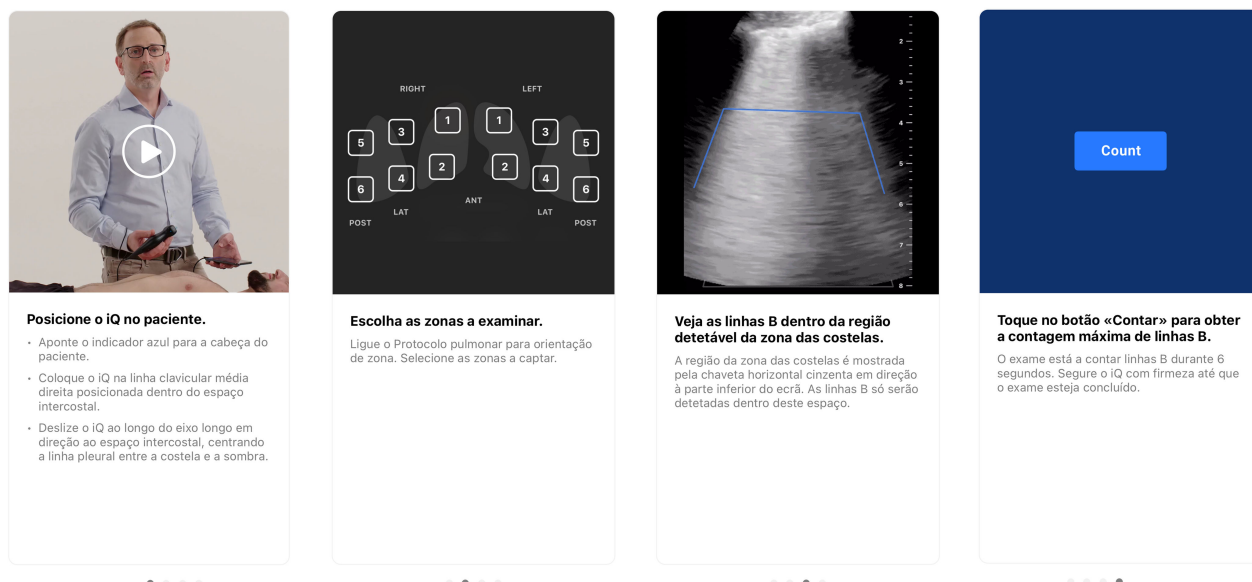 Posicione o iQ no paciente.
• Aponte o indicador azul para a cabeça do
paciente.
• Coloque o iQ na linha clavicular média
direita posicionada dentro do espaço
intercostal.
• Deslize o iQ ao longo do eixo longo em
direção ao espaço intercostal, centrando
a linha pleural entre a costela e a sombra.
RIGHT LEFT
1 1
3 3
5 5
2 2
4 4
6 6
ANT
LAT LAT
POST POST
Escolha as zonas a examinar.
Ligue o Protocolo pulmonar para orientação
de zona. Selecione as zonas a captar.
2
3
4
5
6
7
8
Veja as linhas B dentro da região
detetável da zona das costelas.
A região da zona das costelas é mostrada
pela chaveta horizontal cinzenta em direção
à parte inferior do ecrã. As linhas B só serão
detetadas dentro deste espaço.
Count
Toque no botão «Contar» para obter
a contagem máxima de linhas B.
O exame está a contar linhas B durante 6
segundos. Segure o iQ com firmeza até que
o exame esteja concluído.